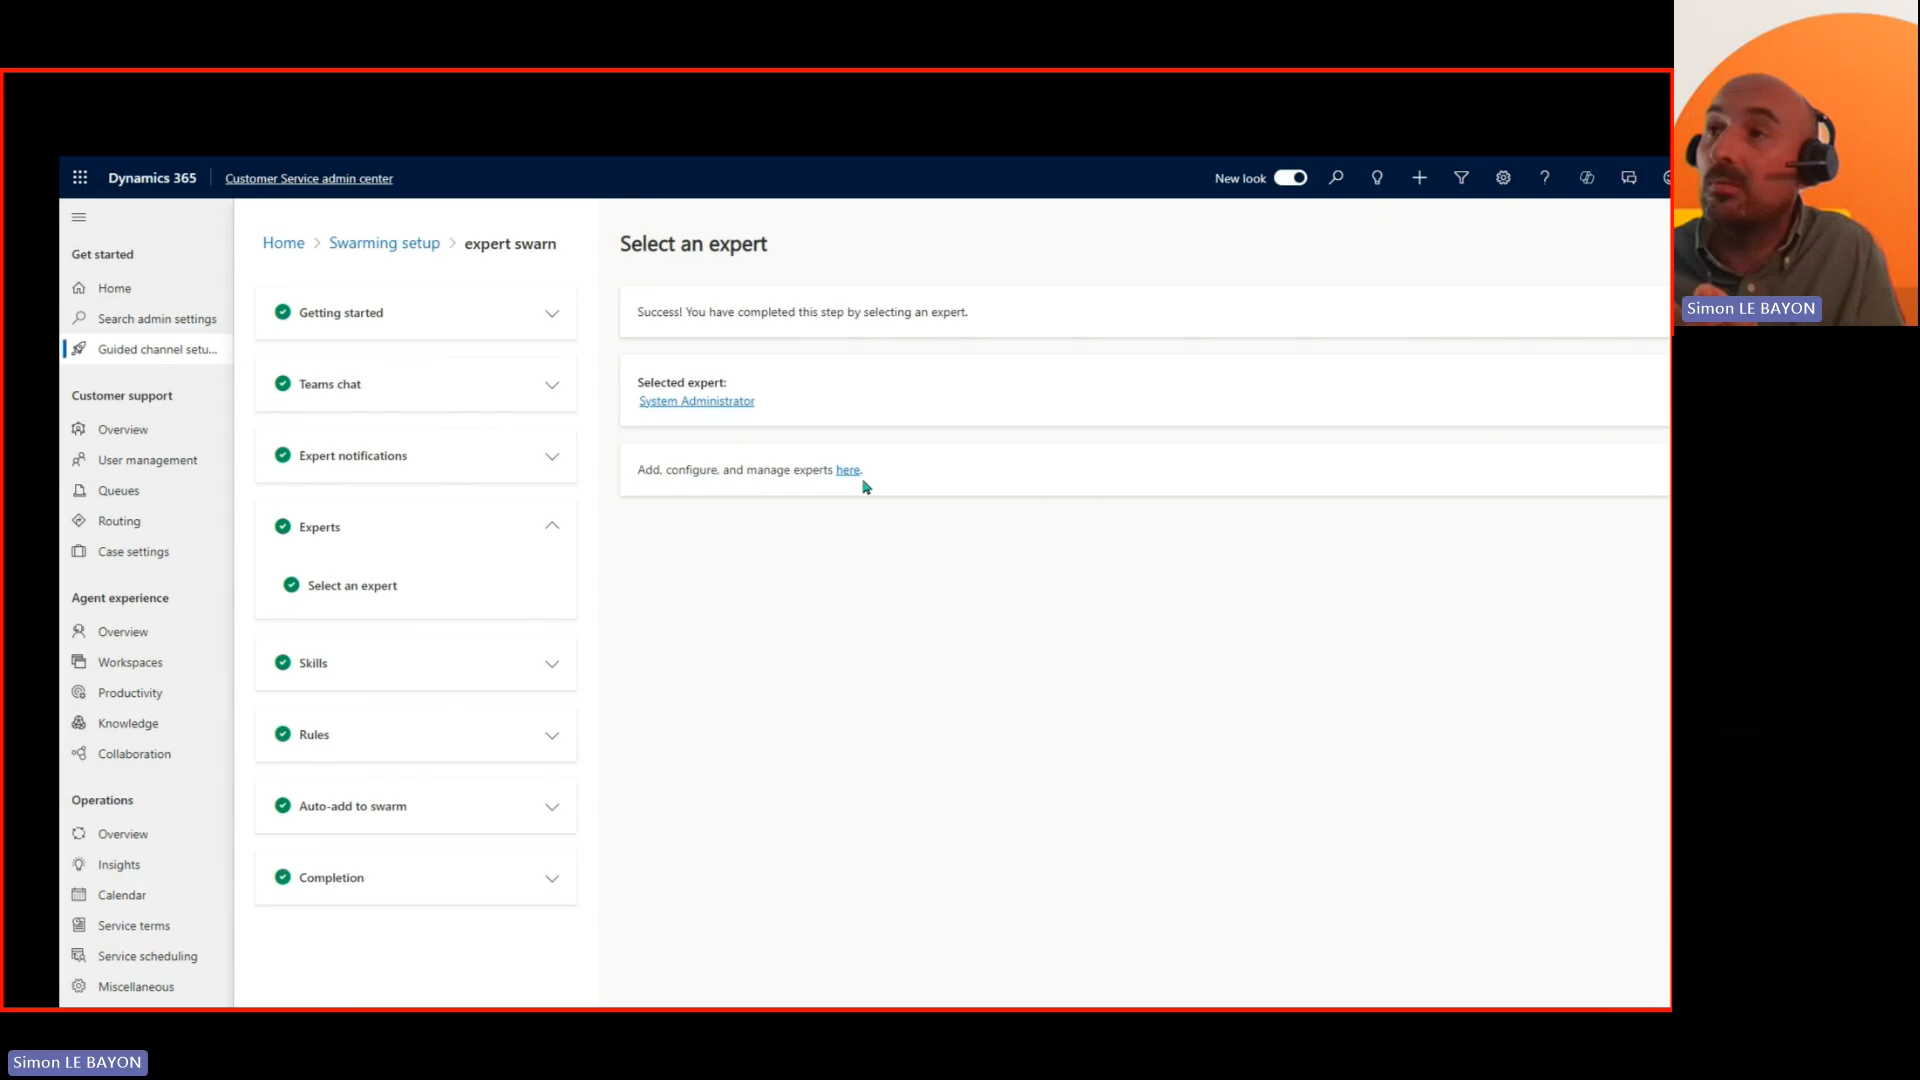 Dynamics 365
Customer Service admin center
New look
Get started
Home
Search admin settings
Guided channel setu...
Customer support
Overview
User management
Queues
Routing
Case settings
Agent experience
Overview
Workspaces
Productivity
Knowledge
Collaboration
Operations
Overview
Insights
Calendar
Service terms
Service scheduling
Miscellaneous
Home > Swarming setup > expert swarn
Getting started
Teams chat
Expert notifications
Experts
Select an expert
Skills
Rules
Auto-add to swarm
Completion
Select an expert
Success! You have completed this step by selecting an expert.
Selected expert:
System Administrator
Add, configure, and manage experts here.
Simon LE BAYON
Simon LE BAYON